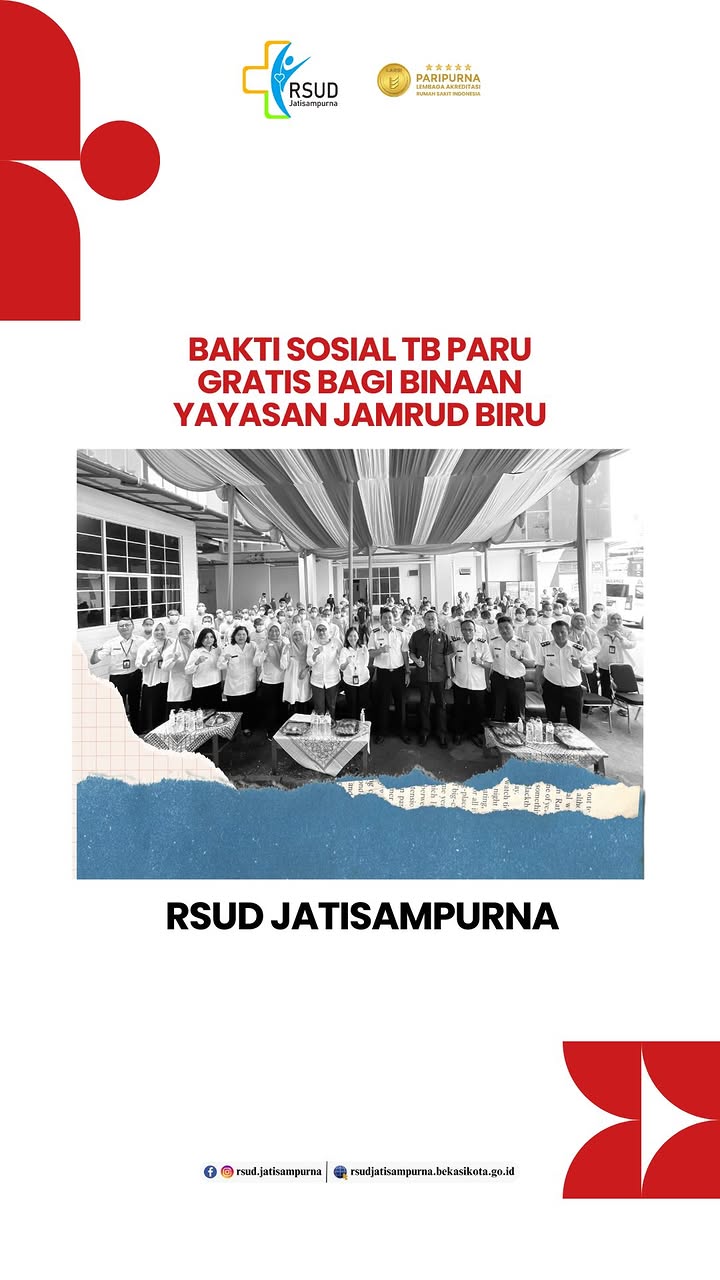 RSUD
Jatisampurna
LARSI
PARIPURNA
LEMBAGA AKREDITASI
RUMAH SAKIT INDONESIA
BAKTI SOSIAL TB PARU
GRATIS BAGI BINAAN
YAYASAN JAMRUD BIRU
RSUD JATISAMPURNA
rsud.jatisampurna | rsudjatisampurna.bekasikota.go.id